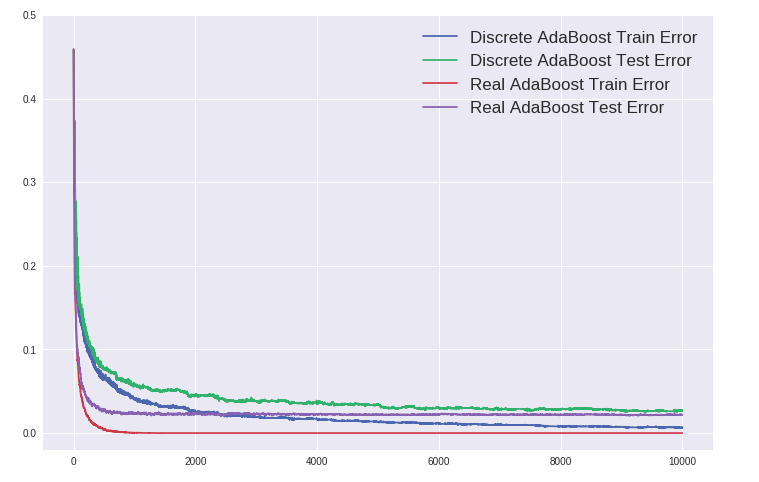 0.5
Discrete AdaBoost Train Error
Discrete AdaBoost Test Error
Real AdaBoost Train Error
Real AdaBoost Test Error
0.4
0.3
0.2
0.1
0.0
0 2000 4000 6000 8000 10000